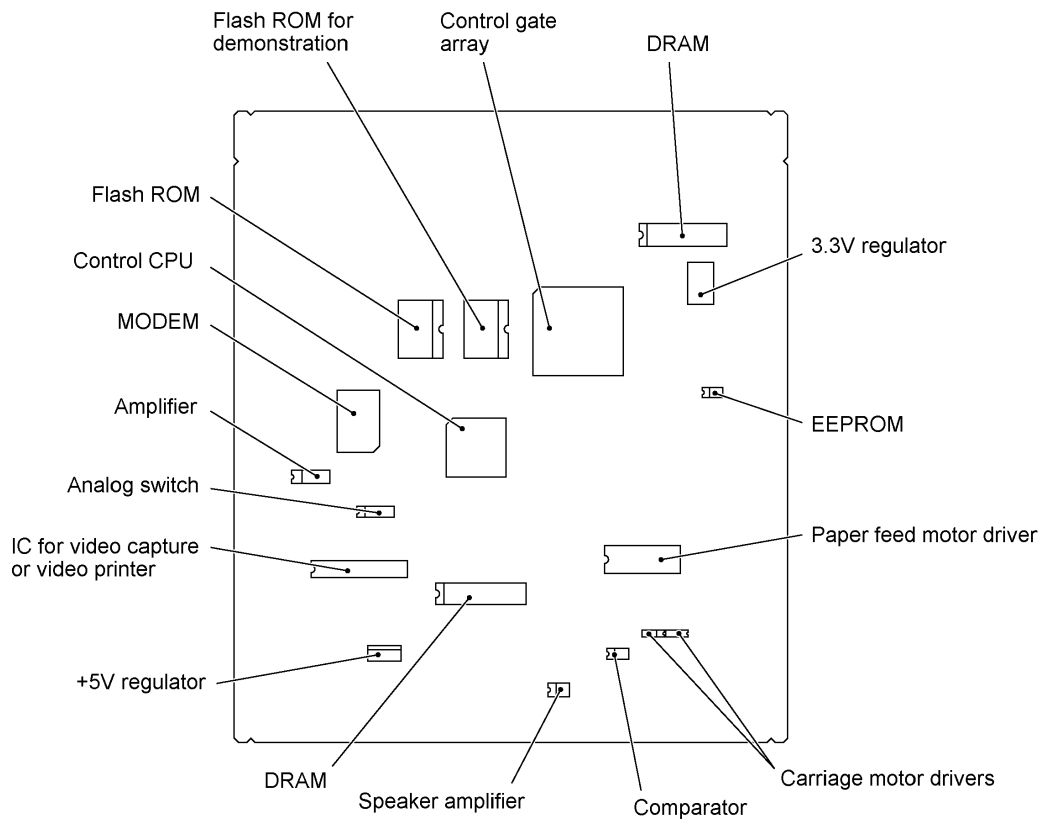 Flash ROM for
demonstration
Control gate
array
DRAM
Flash ROM
Control CPU
MODEM
Amplifier
Analog switch
IC for video capture
or video printer
+5V regulator
3.3V regulator
EEPROM
Paper feed motor driver
DRAM
Speaker amplifier
Comparator
Carriage motor drivers